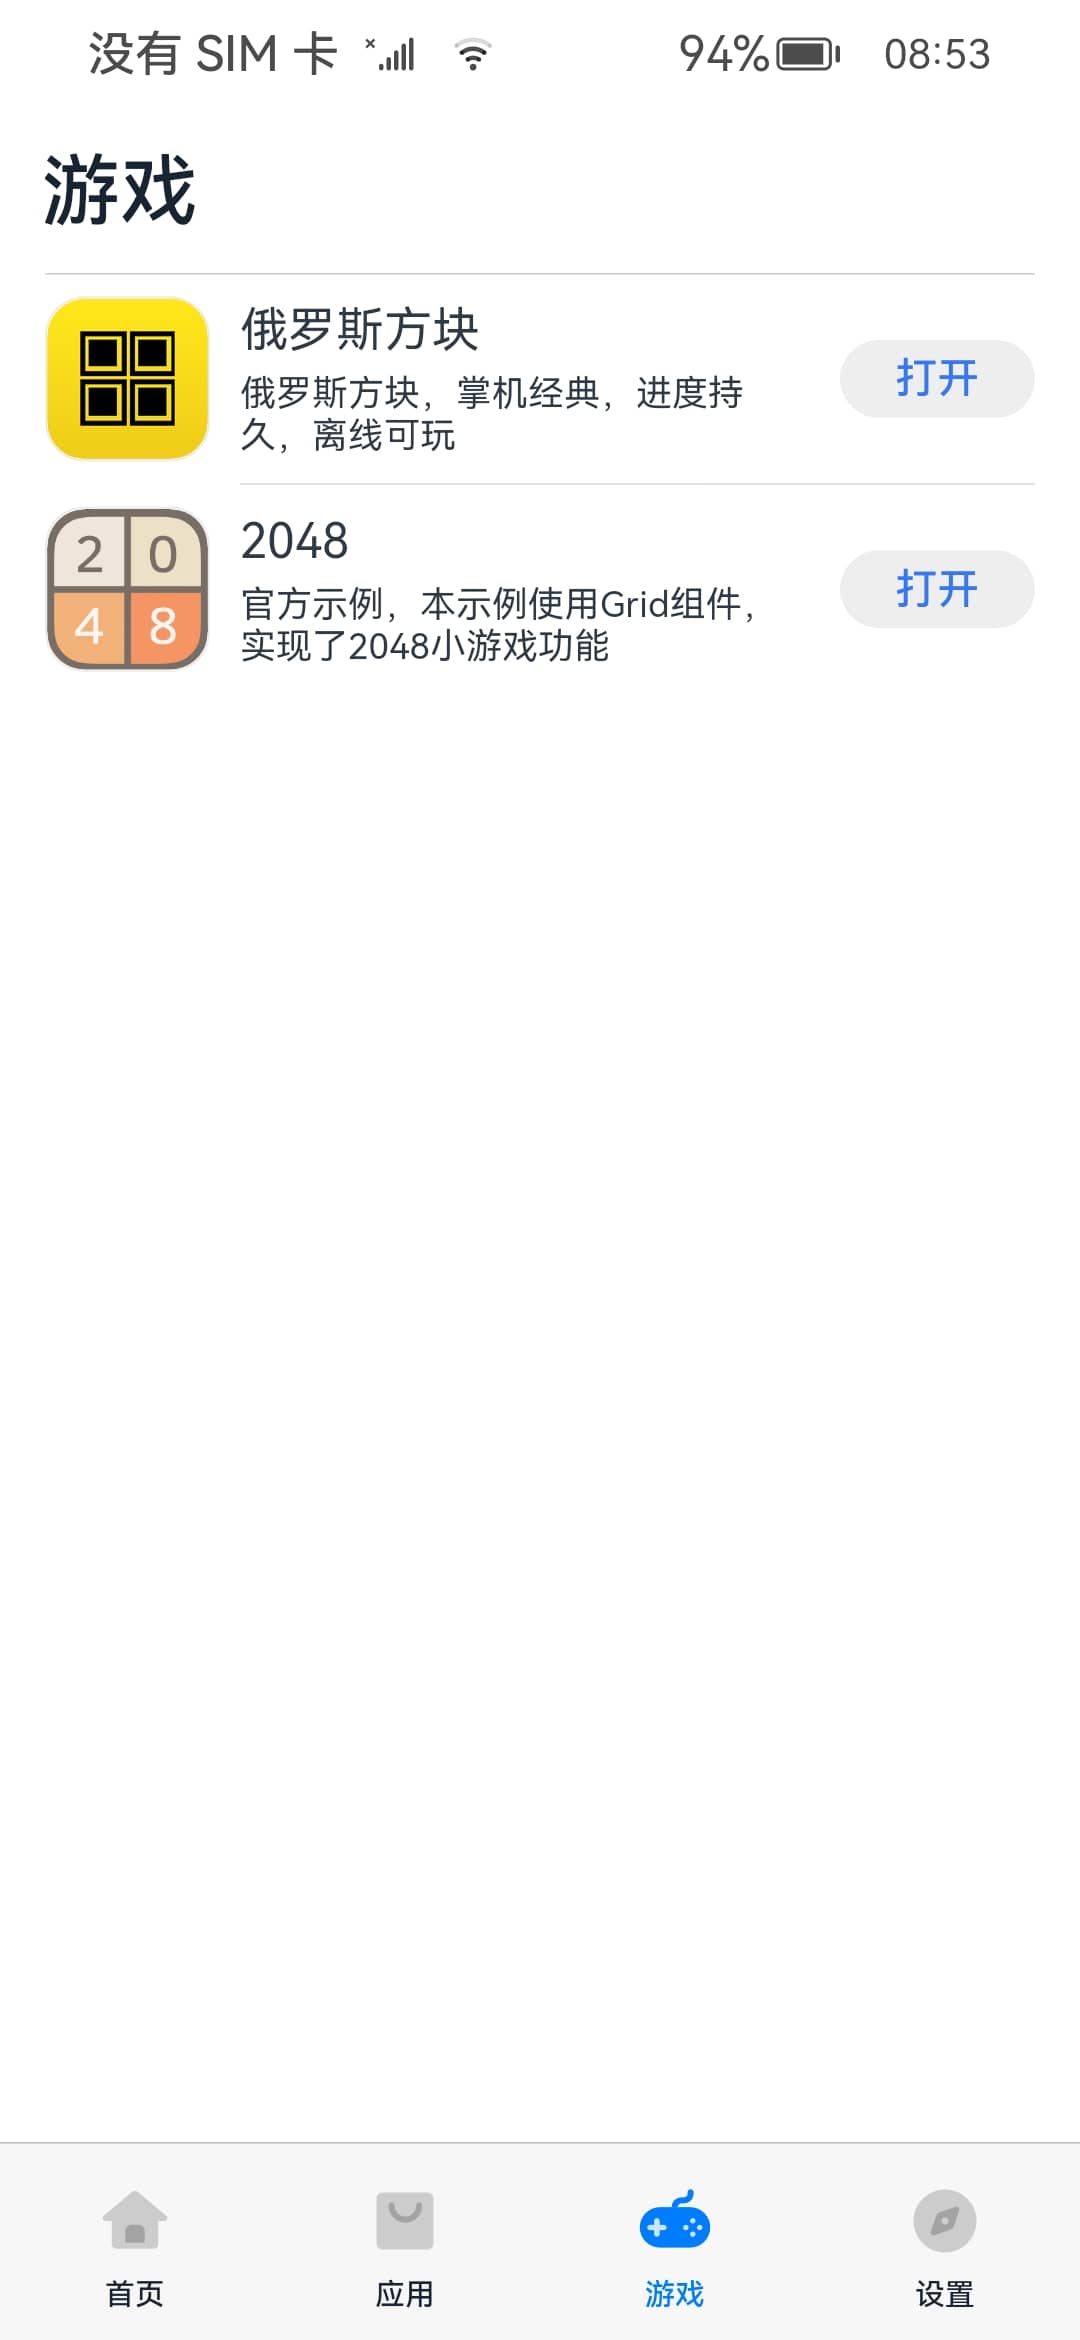 没有 SIM 卡
94%
08:53
游戏
俄罗斯方块
俄罗斯方块，掌机经典，进度持
久，离线可玩
打开
2 0
4 8
2048
官方示例，本示例使用Grid组件，
实现了2048小游戏功能
打开
首页
应用
游戏
设置